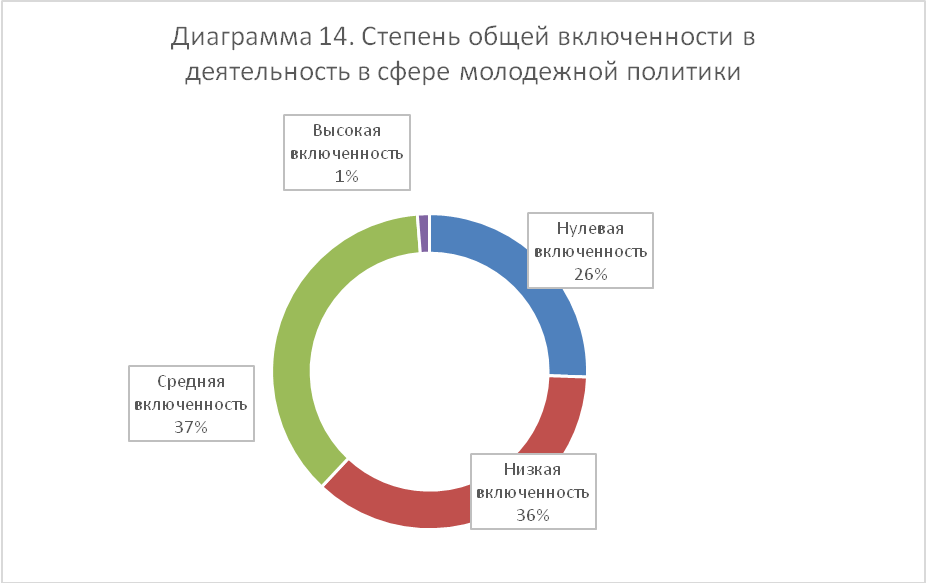 Диаграмма 14. Степень общей включенности в
деятельность в сфере молодежной политики
Высокая
включенность
1%
Нулевая
включенность
26%
Средняя
включенность
37%
Низкая
включенность
36%